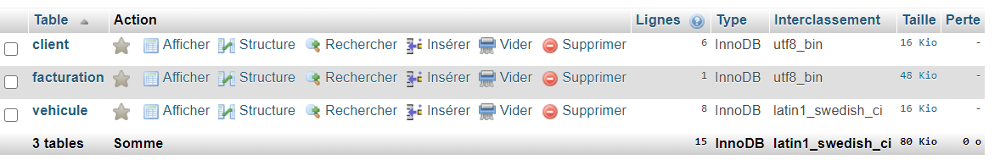 Table Action Lignes Type Interclassement Taille Perte
client Afficher Structure Rechercher Insérer Vider Supprimer 6 InnoDB utf8_bin 16 Kio -
facturation Afficher Structure Rechercher Insérer Vider Supprimer 1 InnoDB utf8_bin 48 Kio -
vehicule Afficher Structure Rechercher Insérer Vider Supprimer 8 InnoDB latin1_swedish_ci 16 Kio -
3 tables Somme 15 InnoDB latin1_swedish_ci 80 Kio 0 o